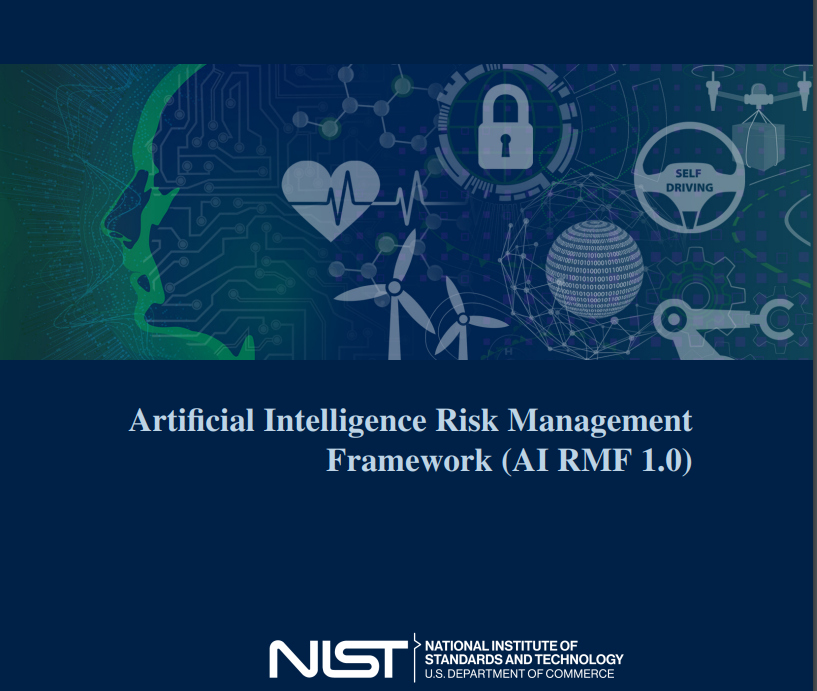 SELF
DRIVING
Artificial Intelligence Risk Management
Framework (AI RMF 1.0)
NIST
NATIONAL INSTITUTE OF
STANDARDS AND TECHNOLOGY
U.S. DEPARTMENT OF COMMERCE